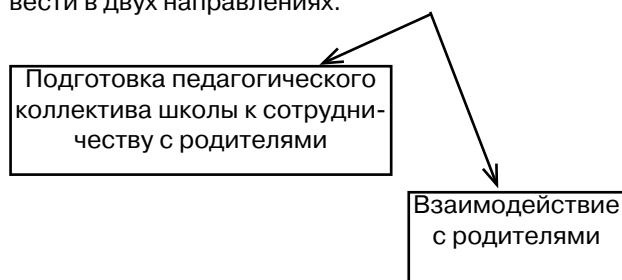 вести в двух направлениях:
Подготовка педагогического
коллектива школы к сотрудни-
честву с родителями
Взаимодействие
с родителями